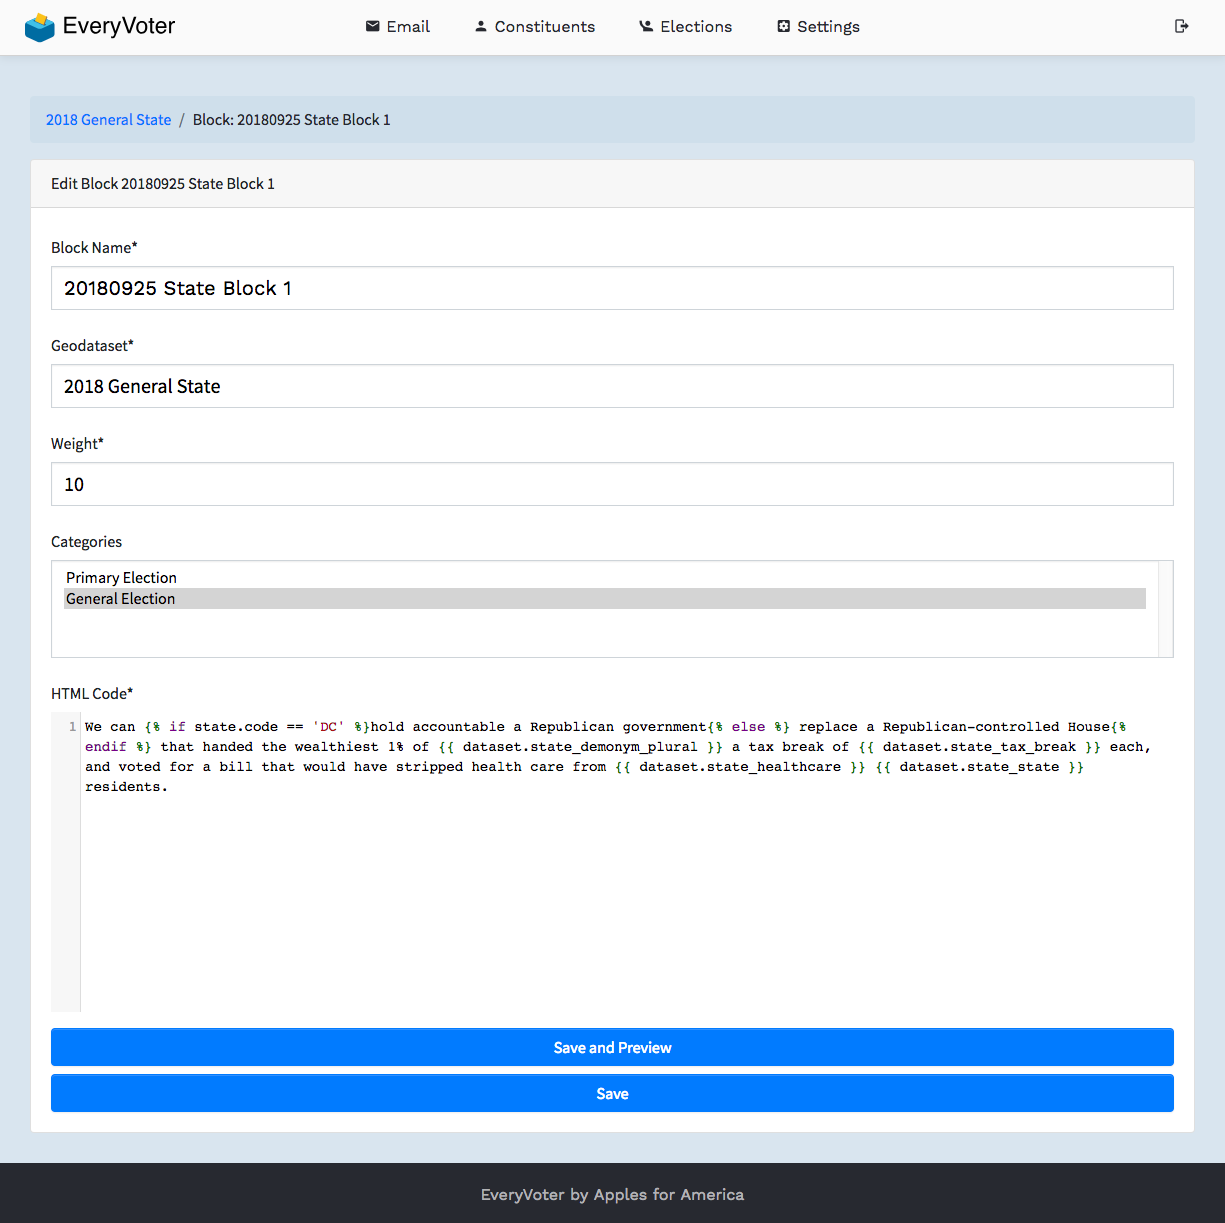 EveryVoter
Email
Constituents
Elections
Settings
2018 General State / Block: 20180925 State Block 1
Edit Block 20180925 State Block 1
Block Name*
20180925 State Block 1
Geodataset*
2018 General State
Weight*
10
Categories
Primary Election
General Election
HTML Code*
1 We can {% if state.code == 'DC' %}hold accountable a Republican government{% else %} replace a Republican-controlled House{%
endif %} that handed the wealthiest 1% of {{ dataset.state_demonym_plural }} a tax break of {{ dataset.state_tax_break }} each,
and voted for a bill that would have stripped health care from {{ dataset.state_healthcare }} {{ dataset.state_state }}
residents.
Save and Preview
Save
EveryVoter by Apples for America